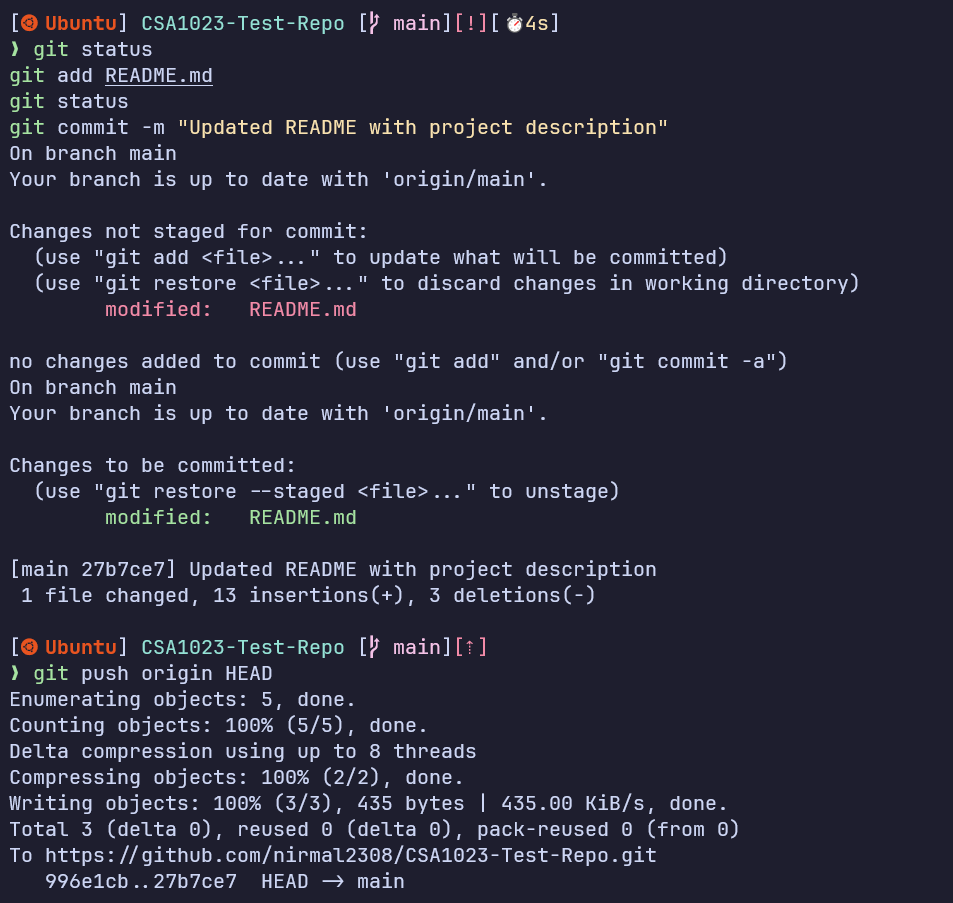 [Ubuntu] CSA1023-Test-Repo [ main][!][ ⏱4s]
❯ git status
git add README.md
git status
git commit -m "Updated README with project description"
On branch main
Your branch is up to date with 'origin/main'.
Changes not staged for commit:
  (use "git add <file>..." to update what will be committed)
  (use "git restore <file>..." to discard changes in working directory)
        modified:   README.md
no changes added to commit (use "git add" and/or "git commit -a")
On branch main
Your branch is up to date with 'origin/main'.
Changes to be committed:
  (use "git restore --staged <file>..." to unstage)
        modified:   README.md
[main 27b7ce7] Updated README with project description
 1 file changed, 13 insertions(+), 3 deletions(-)
[Ubuntu] CSA1023-Test-Repo [ main][⇡]
❯ git push origin HEAD
Enumerating objects: 5, done.
Counting objects: 100% (5/5), done.
Delta compression using up to 8 threads
Compressing objects: 100% (2/2), done.
Writing objects: 100% (3/3), 435 bytes | 435.00 KiB/s, done.
Total 3 (delta 0), reused 0 (delta 0), pack-reused 0 (from 0)
To https://github.com/nirmal2308/CSA1023-Test-Repo.git
   996e1cb..27b7ce7  HEAD -> main